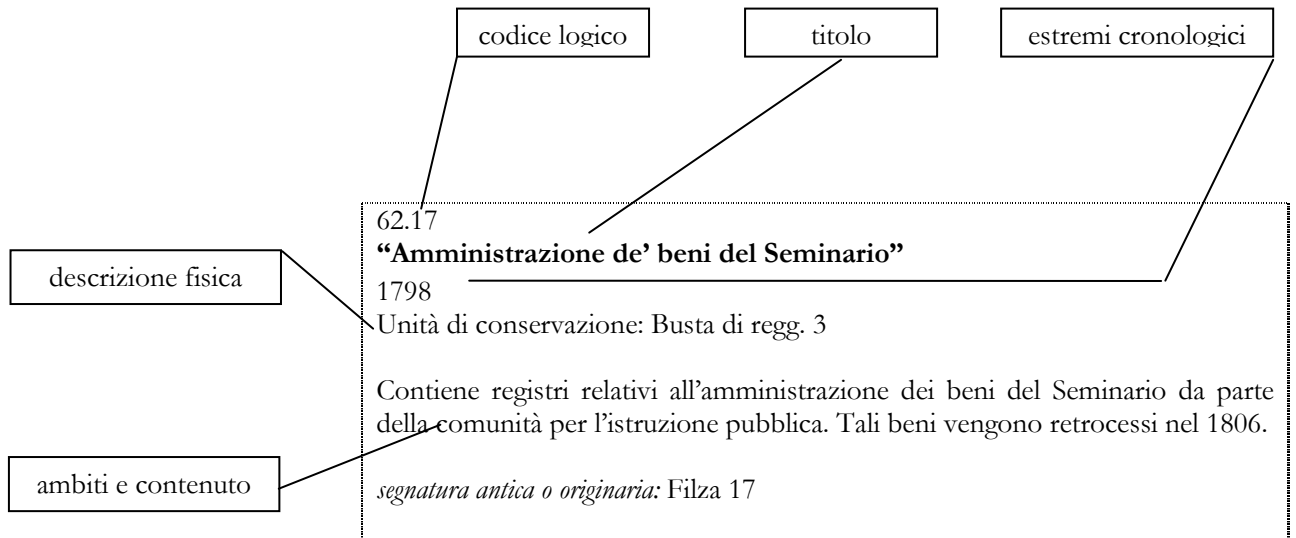 codice logico
titolo
estremi cronologici
62.17
“Amministrazione de’ beni del Seminario”
descrizione fisica
1798
Unità di conservazione: Busta di regg. 3
Contiene registri relativi all’amministrazione dei beni del Seminario da parte
della comunità per l’istruzione pubblica. Tali beni vengono retrocessi nel 1806.
ambiti e contenuto
segnatura antica o originaria: Filza 17